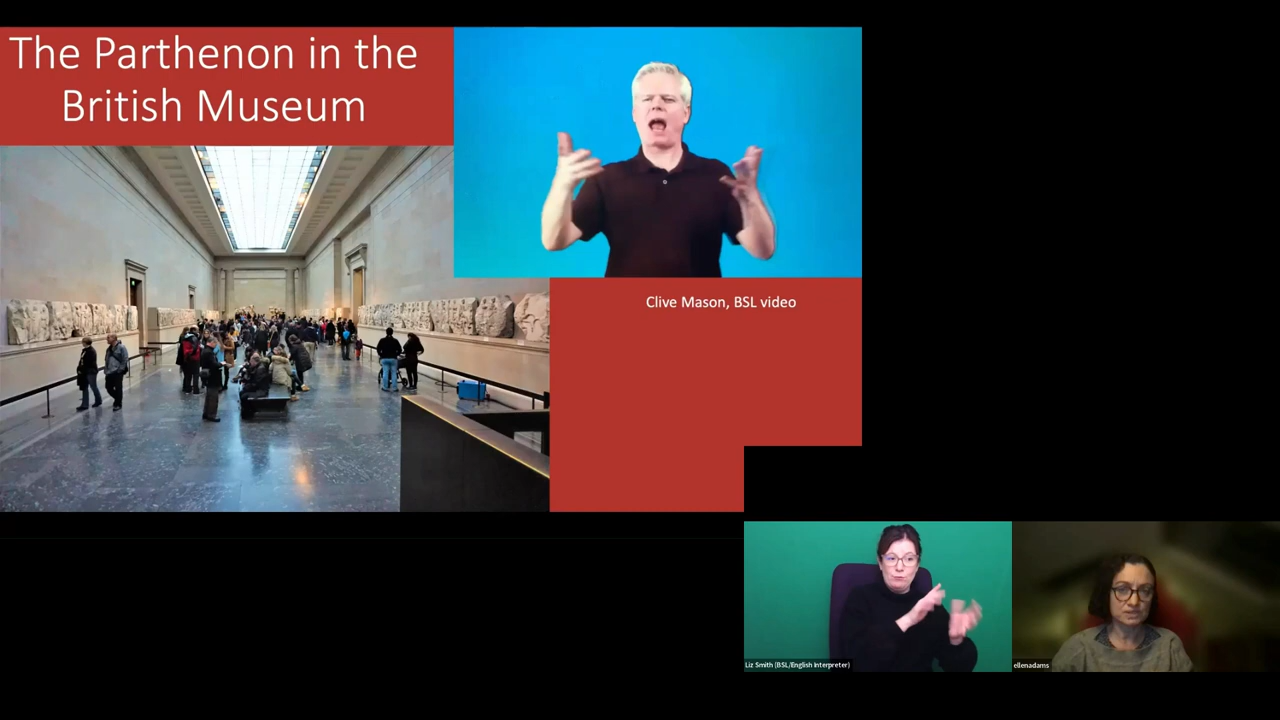 The Parthenon in the
British Museum
Clive Mason, BSL video
Liz Smith (BSL/English Interpreter)
ellenadams